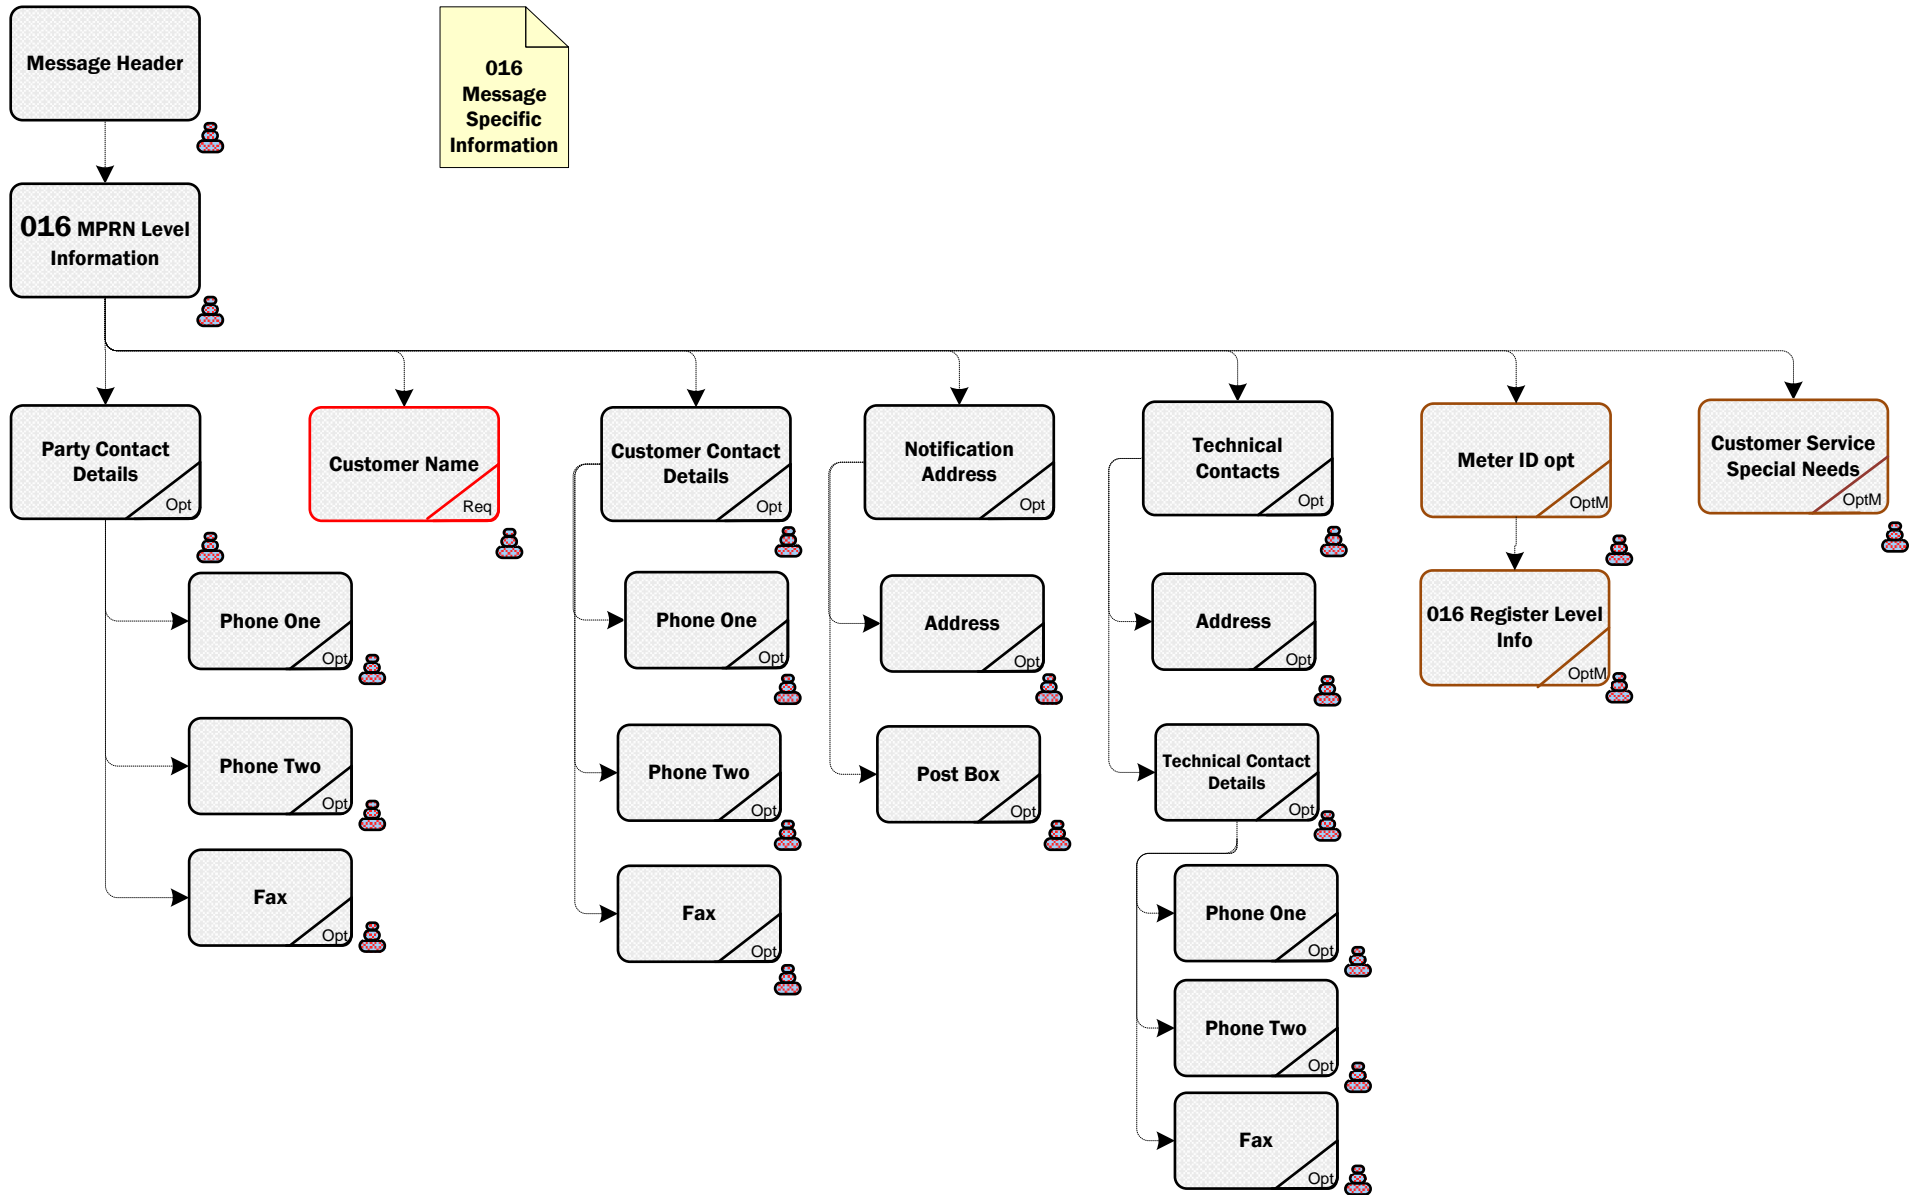 Message Header
016
Message
Specific
Information
016 MPRN Level
Information
Party Contact
Details
Opt
Customer Name
Req
Customer Contact
Details
Opt
Notification
Address
Opt
Technical
Contacts
Opt
Meter ID opt
OptM
Customer Service
Special Needs
OptM
Phone One
Opt
Phone Two
Opt
Fax
Opt
Phone One
Opt
Phone Two
Opt
Fax
Opt
Address
Opt
Post Box
Opt
Address
Opt
Technical Contact
Details
Opt
Phone One
Opt
Phone Two
Opt
Fax
Opt
016 Register Level
Info
OptM